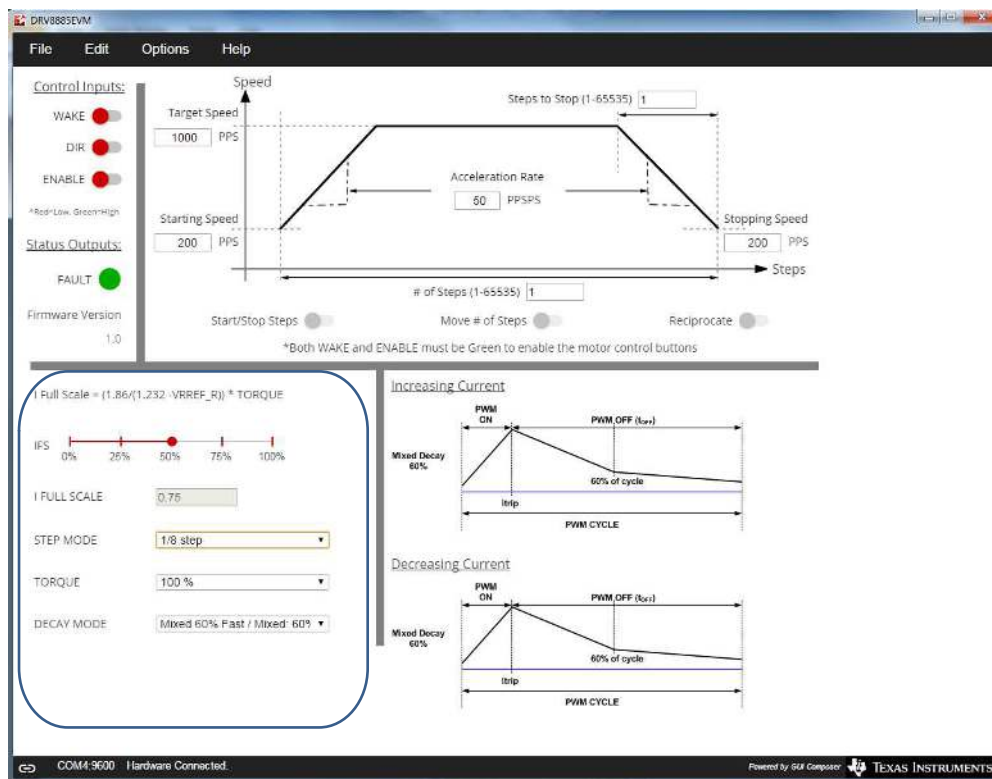 DRV8885EVM
File Edit Options Help
Control Inputs:
WAKE
DIR
ENABLE
*Red=Low, Green=High
Status Outputs:
FAULT
Firmware Version
1.0
Speed
Steps to Stop (1-65535) 1
Target Speed
1000 PPS
Acceleration Rate
50 PPSPS
Starting Speed
200 PPS
Stopping Speed
200 PPS
Steps
# of Steps (1-65535) 1
Start/Stop Steps Move # of Steps Reciprocate
*Both WAKE and ENABLE must be Green to enable the motor control buttons
I Full Scale = (1.86/(1.232 -VRREF_R)) * TORQUE
IFS
0% 25% 50% 75% 100%
I FULL SCALE 0.75
STEP MODE 1/8 step
TORQUE 100 %
DECAY MODE Mixed 60% Fast / Mixed: 60%
Increasing Current
PWM
ON
PWM OFF (tOFF)
Mixed Decay
60%
60% of cycle
Itrip
PWM CYCLE
Decreasing Current
PWM
ON
PWM OFF (tOFF)
Mixed Decay
60%
60% of cycle
Itrip
PWM CYCLE
COM4:9600 Hardware Connected.
Powered by GUI Composer
TEXAS INSTRUMENTS